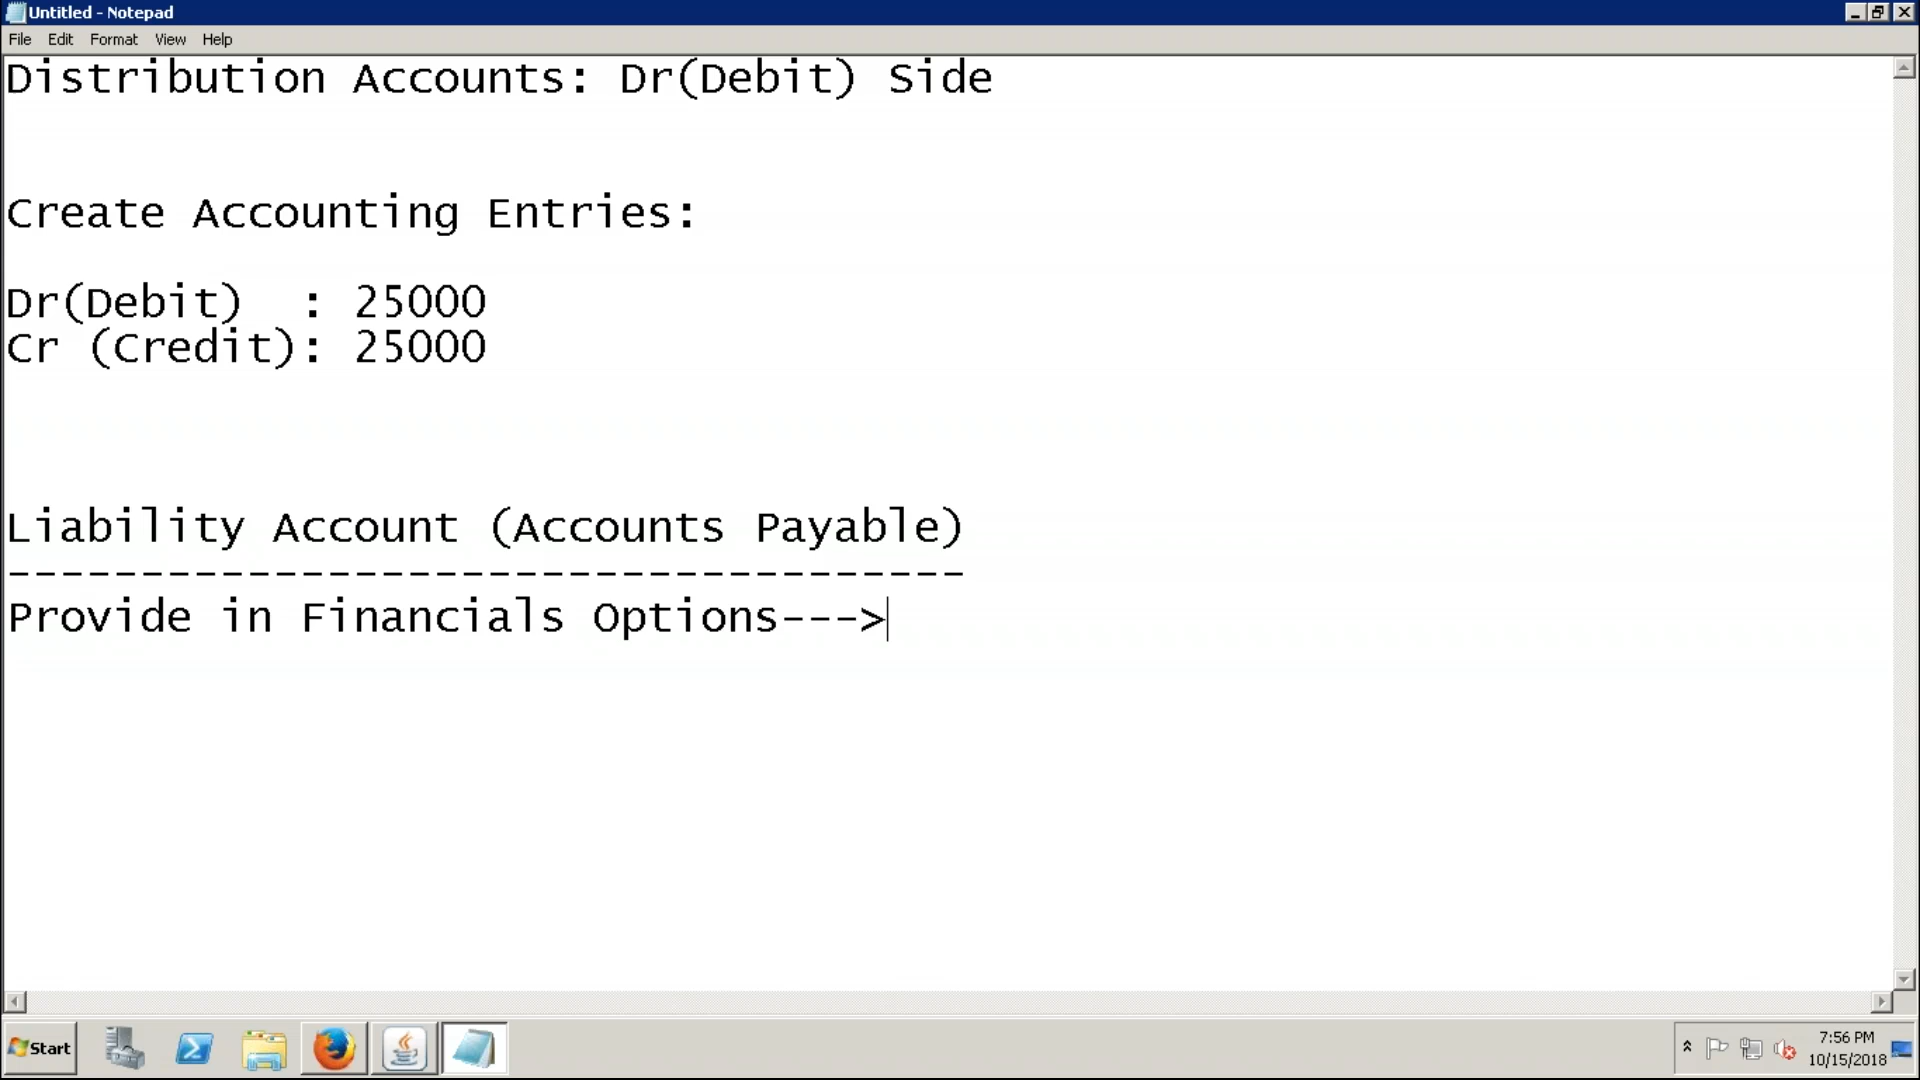 Untitled - Notepad
File Edit Format View Help
Distribution Accounts: Dr(Debit) Side
Create Accounting Entries:
Dr(Debit)  : 25000
Cr (Credit): 25000
Liability Account (Accounts Payable)
------------------------------------
Provide in Financials Options--->
Start
7:56 PM
10/15/2018